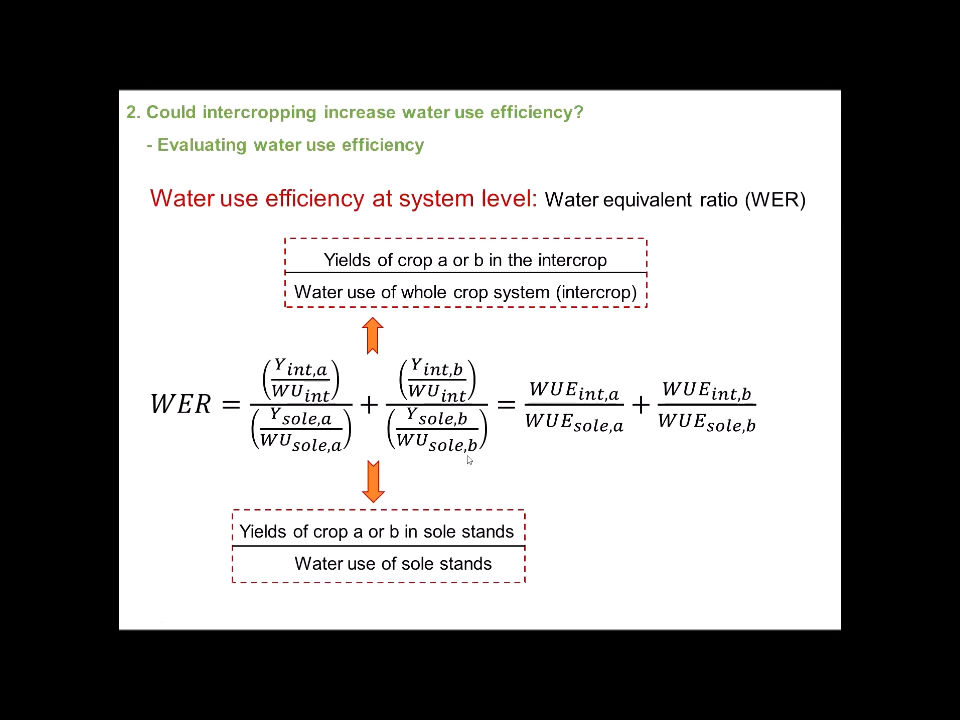 2. Could intercropping increase water use efficiency?
- Evaluating water use efficiency
Water use efficiency at system level: Water equivalent ratio (WER)
Yields of crop a or b in the intercrop
Water use of whole crop system (intercrop)
WER = (Y_int,a / WU_int) / (Y_sole,a / WU_sole,a) + (Y_int,b / WU_int) / (Y_sole,b / WU_sole,b) = WUE_int,a / WUE_sole,a + WUE_int,b / WUE_sole,b
Yields of crop a or b in sole stands
Water use of sole stands